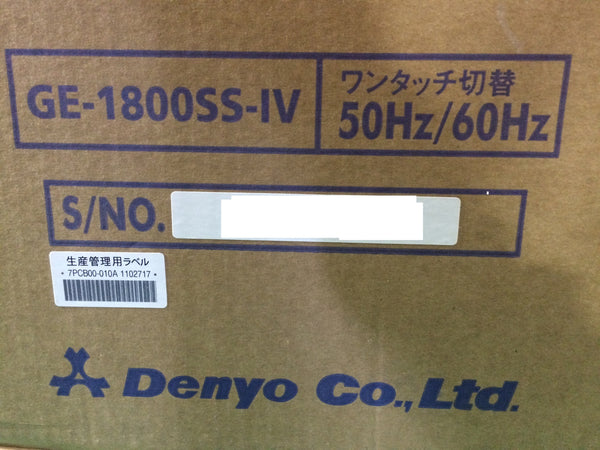 GE-1800SS-IV
ワンタッチ切替
50Hz/60Hz
S/NO.
生産管理用ラベル
• 7PCB00-010A 1102717 •
Denyo Co.,Ltd.